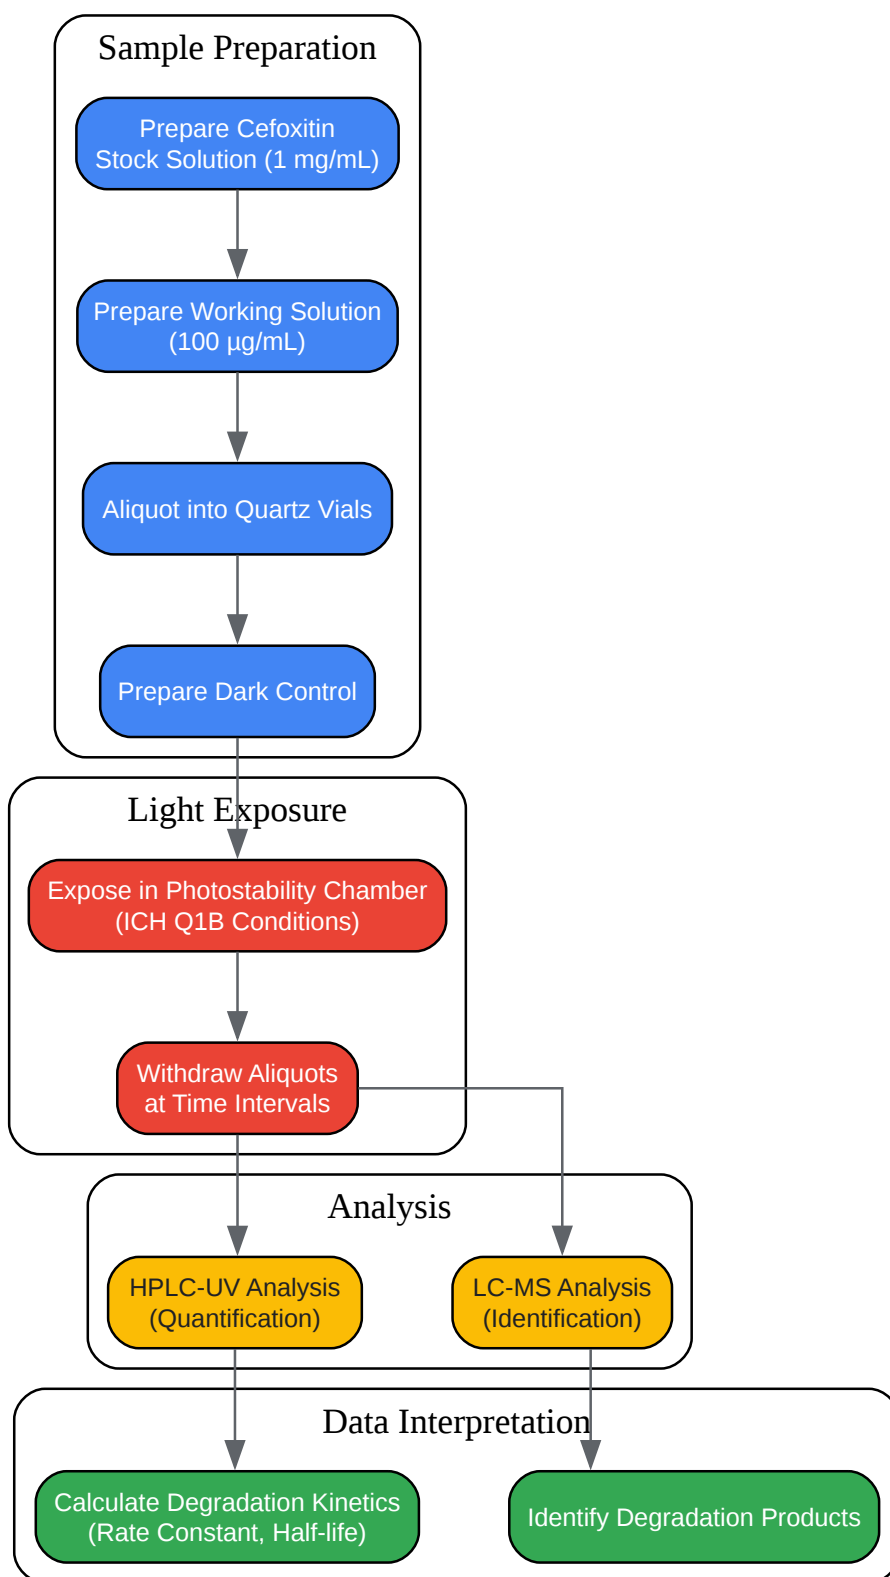 Sample Preparation
Prepare Cefoxitin
Stock Solution (1 mg/mL)
Prepare Working Solution
(100 µg/mL)
Aliquot into Quartz Vials
Prepare Dark Control
Light Exposure
Expose in Photostability Chamber
(ICH Q1B Conditions)
Withdraw Aliquots
at Time Intervals
Analysis
HPLC-UV Analysis
(Quantification)
LC-MS Analysis
(Identification)
Data Interpretation
Calculate Degradation Kinetics
(Rate Constant, Half-life)
Identify Degradation Products